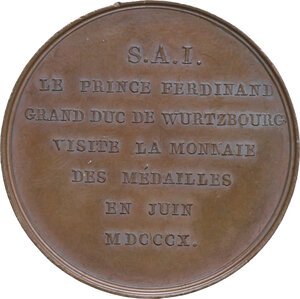 S.A.I.
LE PRINCE FERDINAND
GRAND DUC DE WURTZBOURG
VISITE LA MONNAIE
DES MÉDAILLES
EN JUIN
MDCCCX.